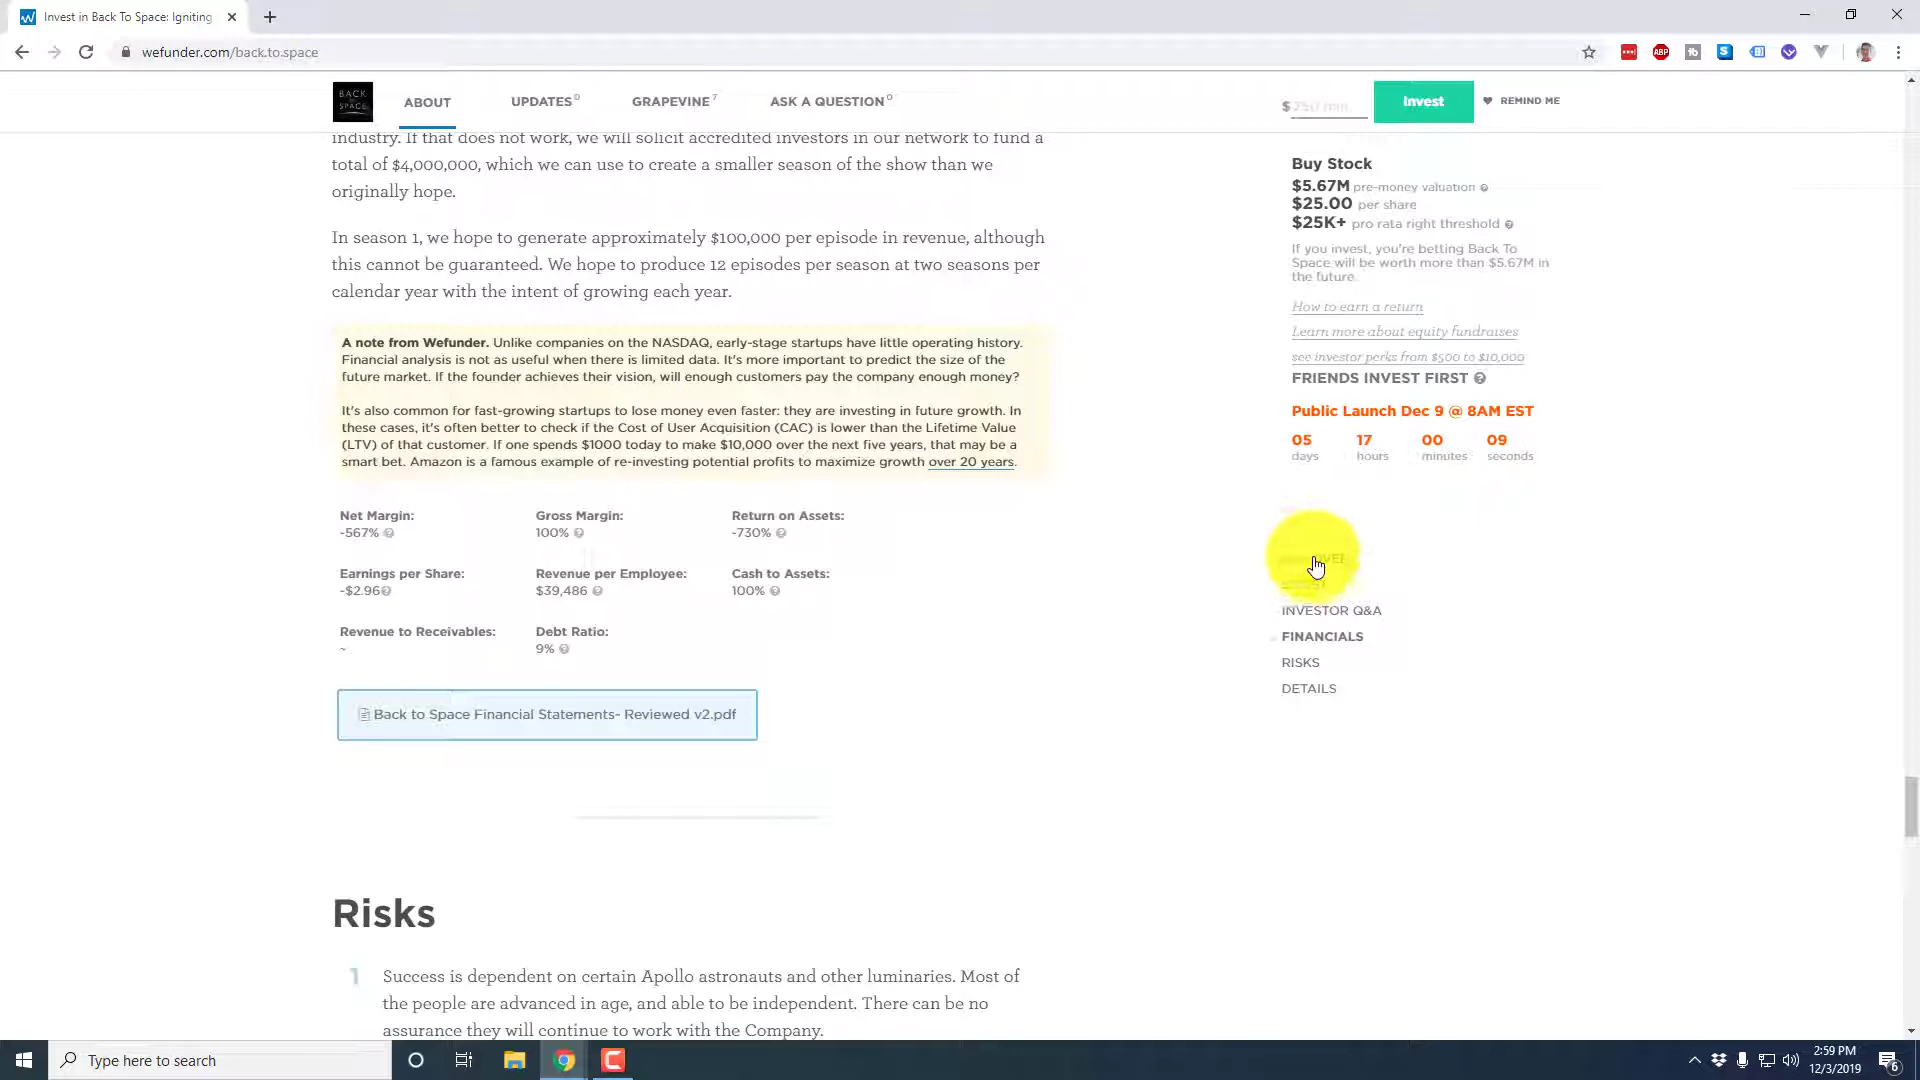 Invest in Back To Space: Igniting
wefunder.com/back.to.space
BACK TO SPACE
ABOUT
UPDATES 0
GRAPEVINE 7
ASK A QUESTION 0
$ 250 min
Invest
REMIND ME
industry. If that does not work, we will solicit accredited investors in our network to fund a
total of $4,000,000, which we can use to create a smaller season of the show than we
originally hope.
In season 1, we hope to generate approximately $100,000 per episode in revenue, although
this cannot be guaranteed. We hope to produce 12 episodes per season at two seasons per
calendar year with the intent of growing each year.
A note from Wefunder. Unlike companies on the NASDAQ, early-stage startups have little operating history.
Financial analysis is not as useful when there is limited data. It's more important to predict the size of the
future market. If the founder achieves their vision, will enough customers pay the company enough money?
It's also common for fast-growing startups to lose money even faster: they are investing in future growth. In
these cases, it's often better to check if the Cost of User Acquisition (CAC) is lower than the Lifetime Value
(LTV) of that customer. If one spends $1000 today to make $10,000 over the next five years, that may be a
smart bet. Amazon is a famous example of re-investing potential profits to maximize growth over 20 years.
Net Margin:
-567%
Gross Margin:
100%
Return on Assets:
-730%
Earnings per Share:
-$2.96
Revenue per Employee:
$39,486
Cash to Assets:
100%
Revenue to Receivables:
~
Debt Ratio:
9%
Back to Space Financial Statements- Reviewed v2.pdf
Risks
1
Success is dependent on certain Apollo astronauts and other luminaries. Most of
the people are advanced in age, and able to be independent. There can be no
assurance they will continue to work with the Company.
Buy Stock
$5.67M pre-money valuation
$25.00 per share
$25K+ pro rata right threshold
If you invest, you're betting Back To
Space will be worth more than $5.67M in
the future.
How to earn a return
Learn more about equity fundraises
see investor perks from $500 to $10,000
FRIENDS INVEST FIRST
Public Launch Dec 9 @ 8AM EST
05 17 00 09
days hours minutes seconds
INVESTOR Q&A
FINANCIALS
RISKS
DETAILS
Type here to search
2:59 PM
12/3/2019
6